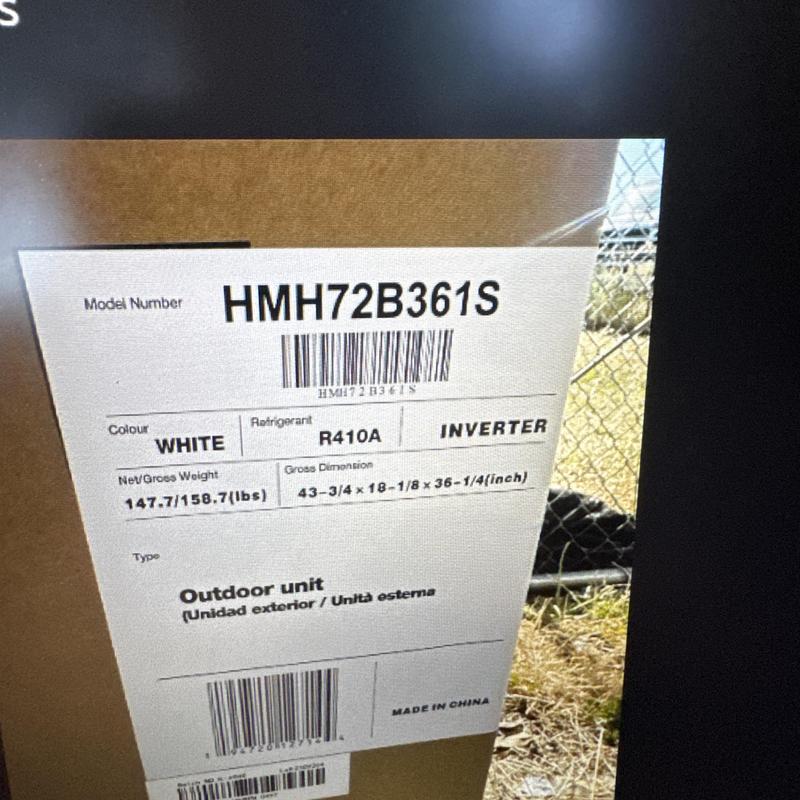 s
Model Number HMH72B361S
HMH72B361S
Colour WHITE Refrigerant R410A INVERTER
Net/Gross Weight Gross Dimension
147.7/158.7(lbs) 43-3/4 x 18-1/8 x 36-1/4(inch)
Type
Outdoor unit
(Unidad exterior / Unità esterna
MADE IN CHINA